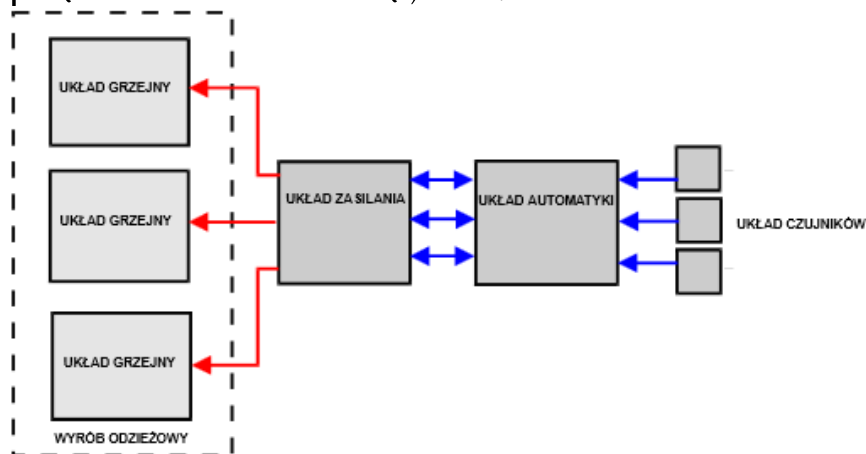 UKŁAD GRZEJNY
UKŁAD GRZEJNY
UKŁAD GRZEJNY
WYRÓB ODZIEŻOWY
UKŁAD ZASILANIA
UKŁAD AUTOMATYKI
UKŁAD CZUJNIKÓW